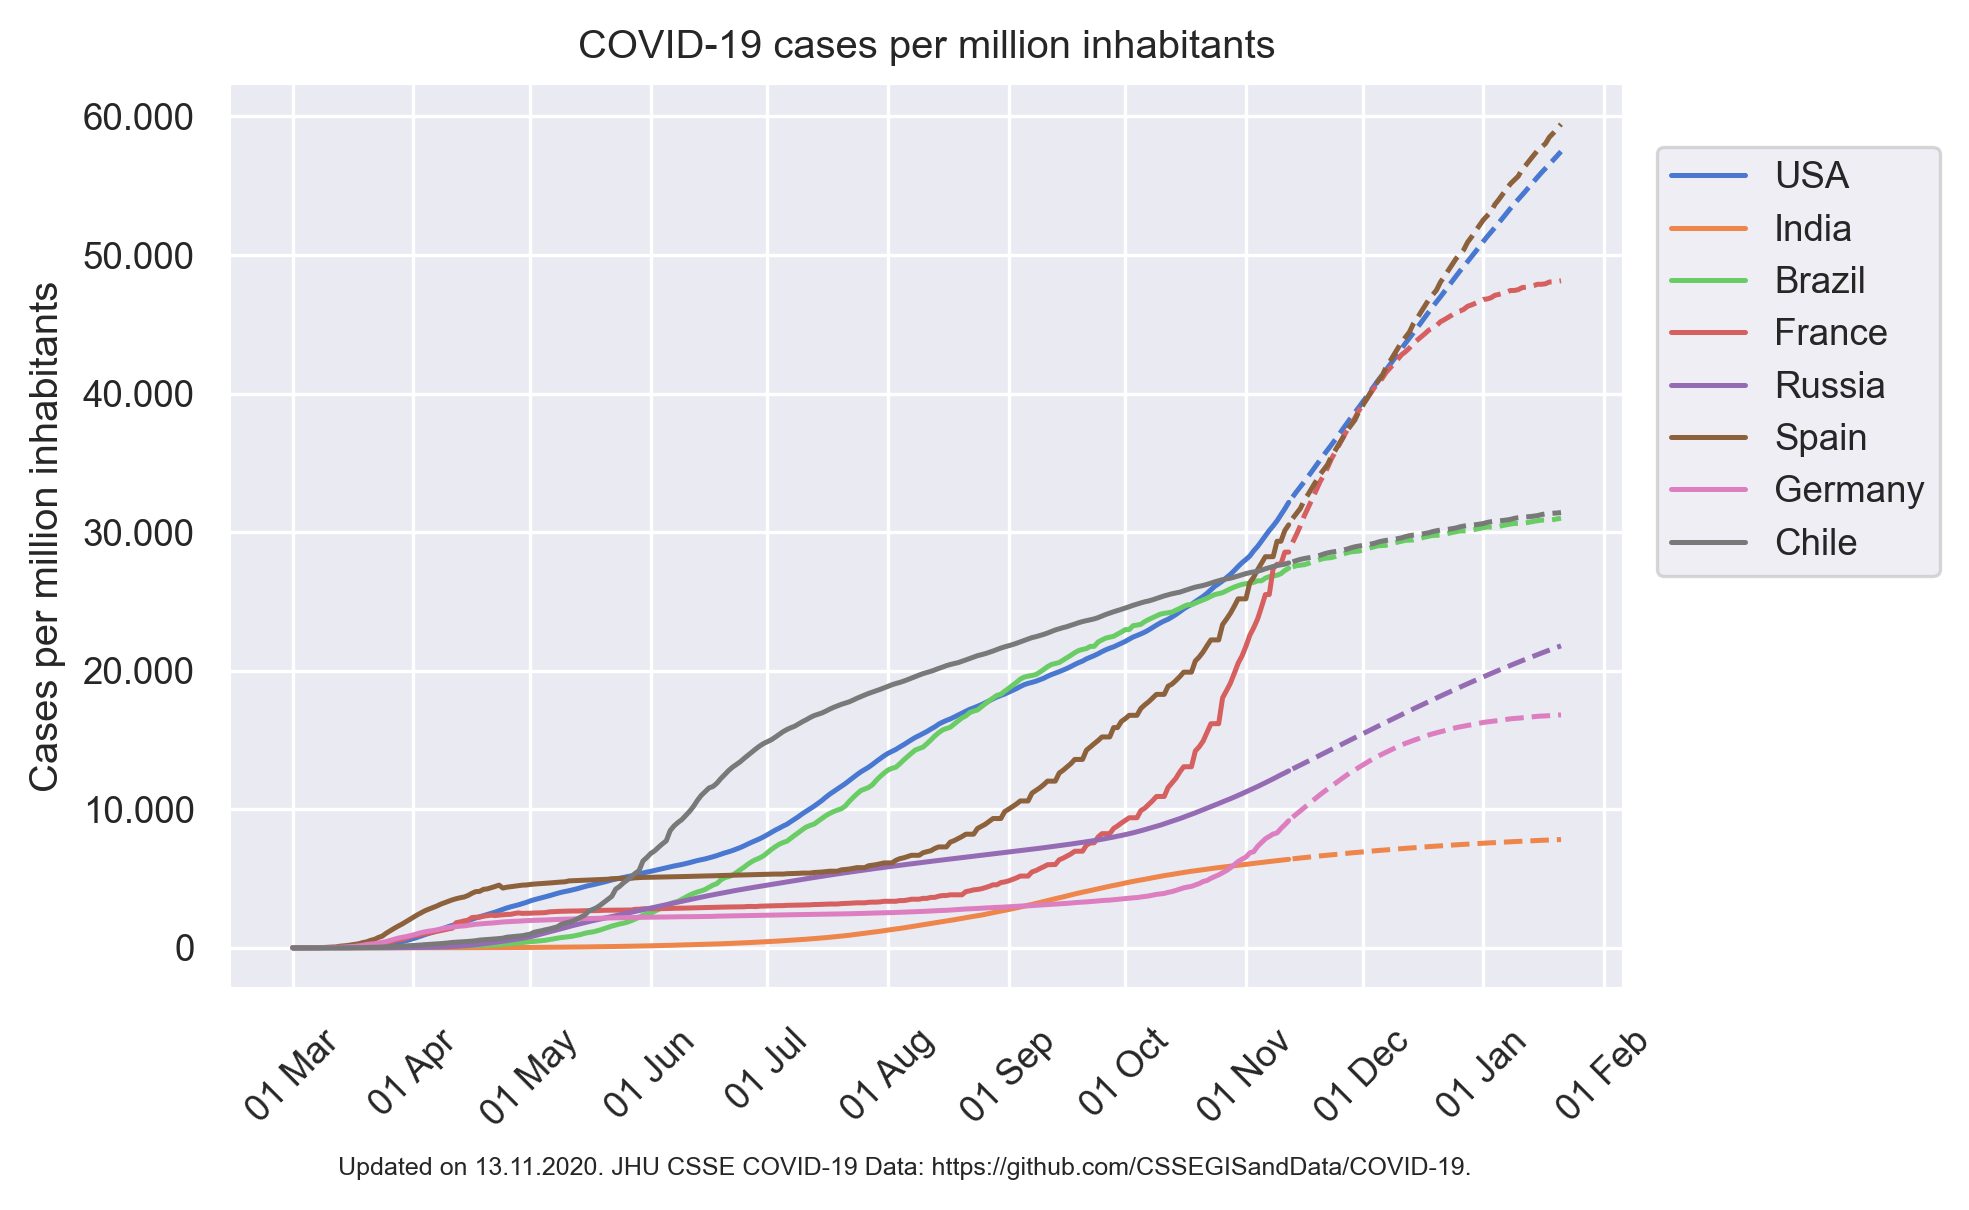 COVID-19 cases per million inhabitants
60.000
50.000
40.000
30.000
20.000
10.000
0
Cases per million inhabitants
USA
India
Brazil
France
Russia
Spain
Germany
Chile
01 Mar
01 Apr
01 May
01 Jun
01 Jul
01 Aug
01 Sep
01 Oct
01 Nov
01 Dec
01 Jan
01 Feb
Updated on 13.11.2020. JHU CSSE COVID-19 Data: https://github.com/CSSEGISandData/COVID-19.